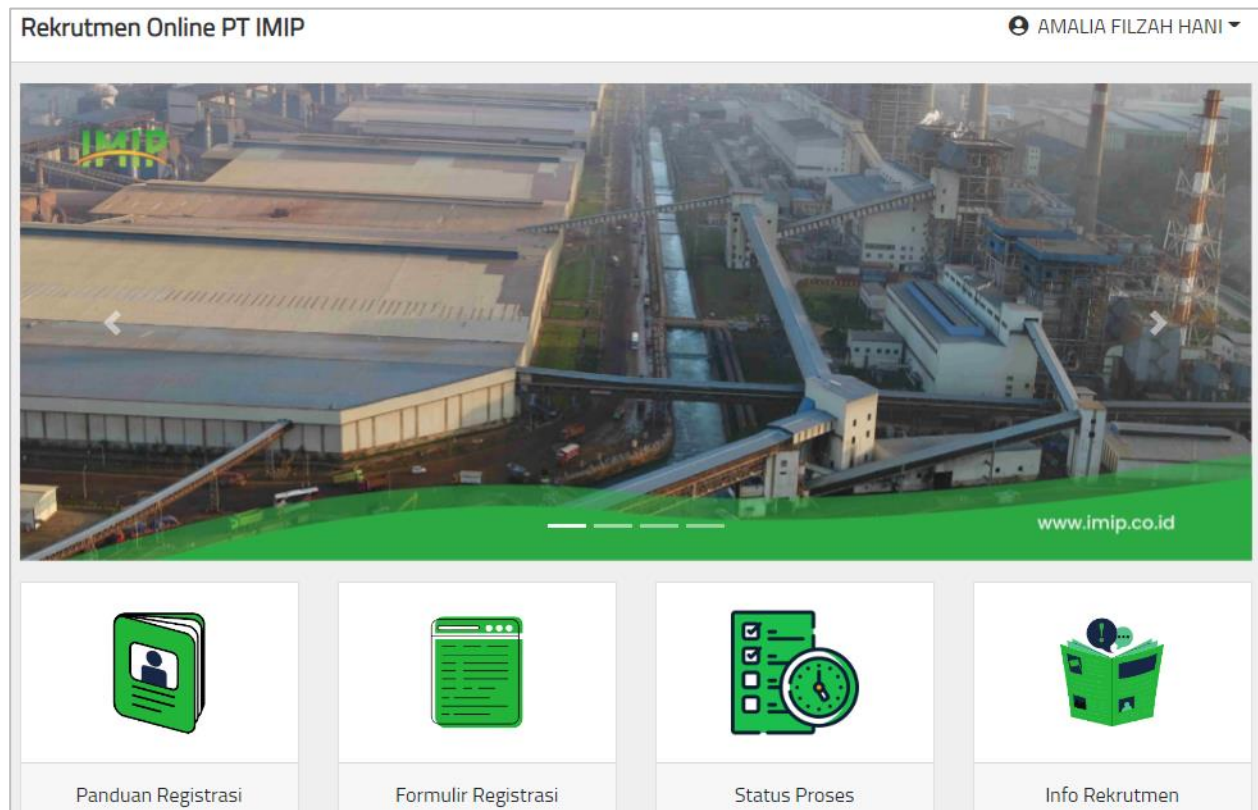 Rekrutmen Online PT IMIP
AMALIA FILZAH HANI
IMIP
www.imip.co.id
Panduan Registrasi
Formulir Registrasi
Status Proses
Info Rekrutmen